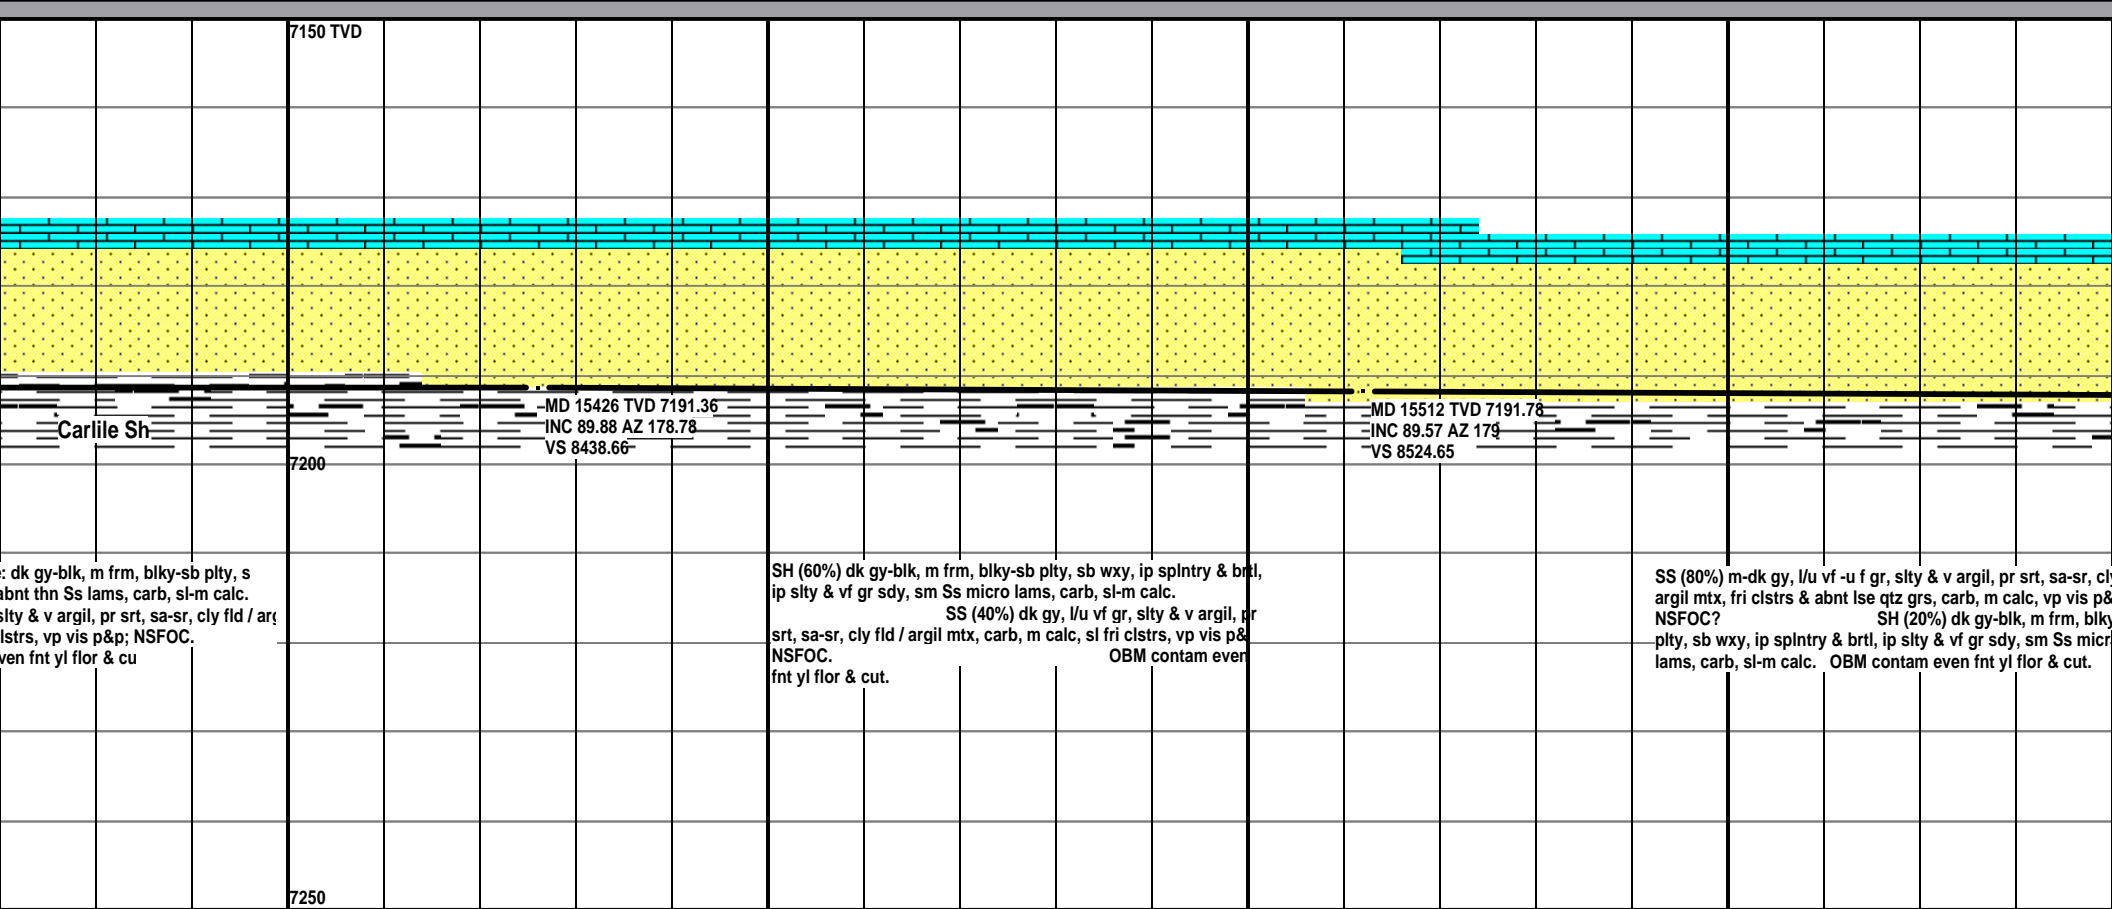 7150 TVD
MD 15426 TVD 7191.36
INC 89.88 AZ 178.78
VS 8438.66
MD 15512 TVD 7191.78
INC 89.57 AZ 179
VS 8524.65
Carlile Sh
7200
: dk gy-blk, m frm, blky-sb plty, s
abnt thn Ss lams, carb, sl-m calc.
slty & v argil, pr srt, sa-sr, cly fld / arg
lstrs, vp vis p&p; NSFOC.
ven fnt yl flor & cu
SH (60%) dk gy-blk, m frm, blky-sb plty, sb wxy, ip splntry & brtl,
ip slty & vf gr sdy, sm Ss micro lams, carb, sl-m calc.
SS (40%) dk gy, l/u vf gr, slty & v argil, pr
srt, sa-sr, cly fld / argil mtx, carb, m calc, sl fri clstrs, vp vis p&
NSFOC. OBM contam even
fnt yl flor & cut.
SS (80%) m-dk gy, l/u vf -u f gr, slty & v argil, pr srt, sa-sr, cly
argil mtx, fri clstrs & abnt lse qtz grs, carb, m calc, vp vis p&
NSFOC? SH (20%) dk gy-blk, m frm, blky
plty, sb wxy, ip splntry & brtl, ip slty & vf gr sdy, sm Ss micr
lams, carb, sl-m calc. OBM contam even fnt yl flor & cut.
7250